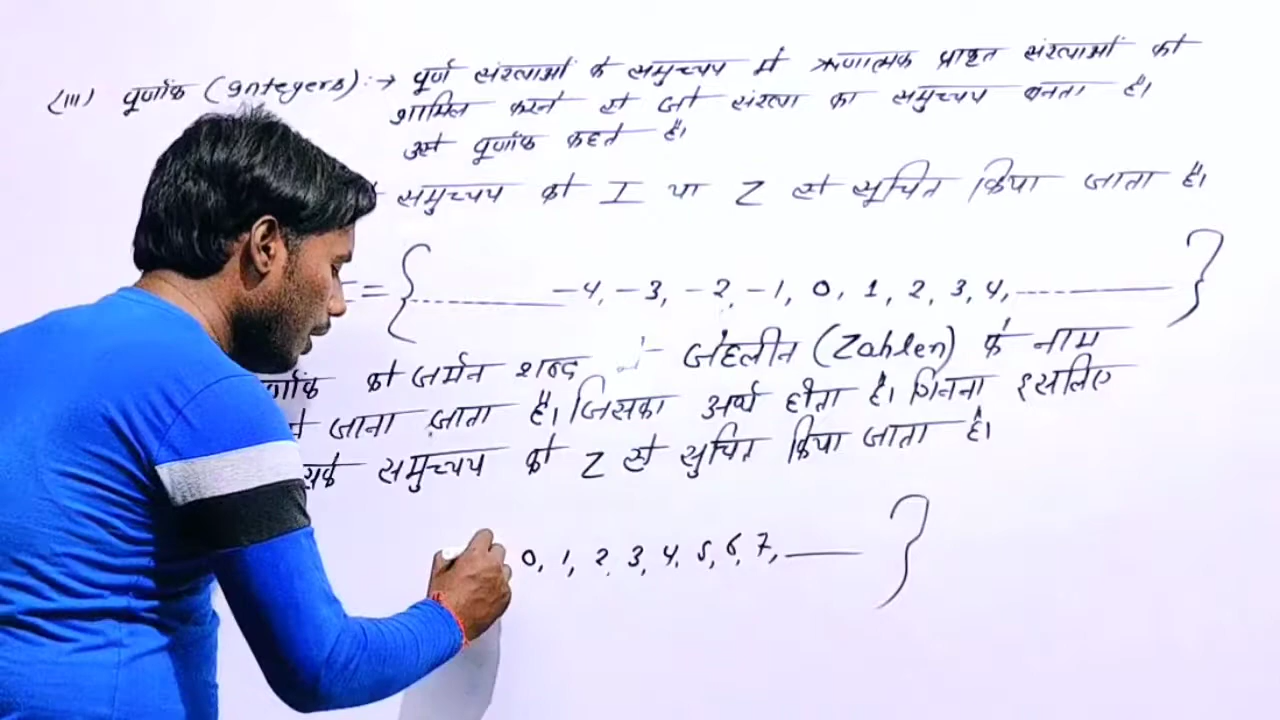 (iii) पूर्णांक (Integers) :→ पूर्ण संख्याओं के समुच्चय में ऋणात्मक प्राकृत संख्याओं को
शामिल करने से जो संख्या का समुच्चय बनता है।
उसे पूर्णांक कहते है।
समुच्चय को I या Z से सूचित किया जाता है।
= {..............−4, −3, −2, −1, 0, 1, 2, 3, 4, ..............}
को जर्मन शब्द जेहलीन (Zahlen) के नाम
जाना जाता है। जिसका अर्थ होता है। गिनना इसलिए
समुच्चय को Z से सुचित किया जाता है।
0, 1, 2, 3, 4, 5, 6, 7, —— }